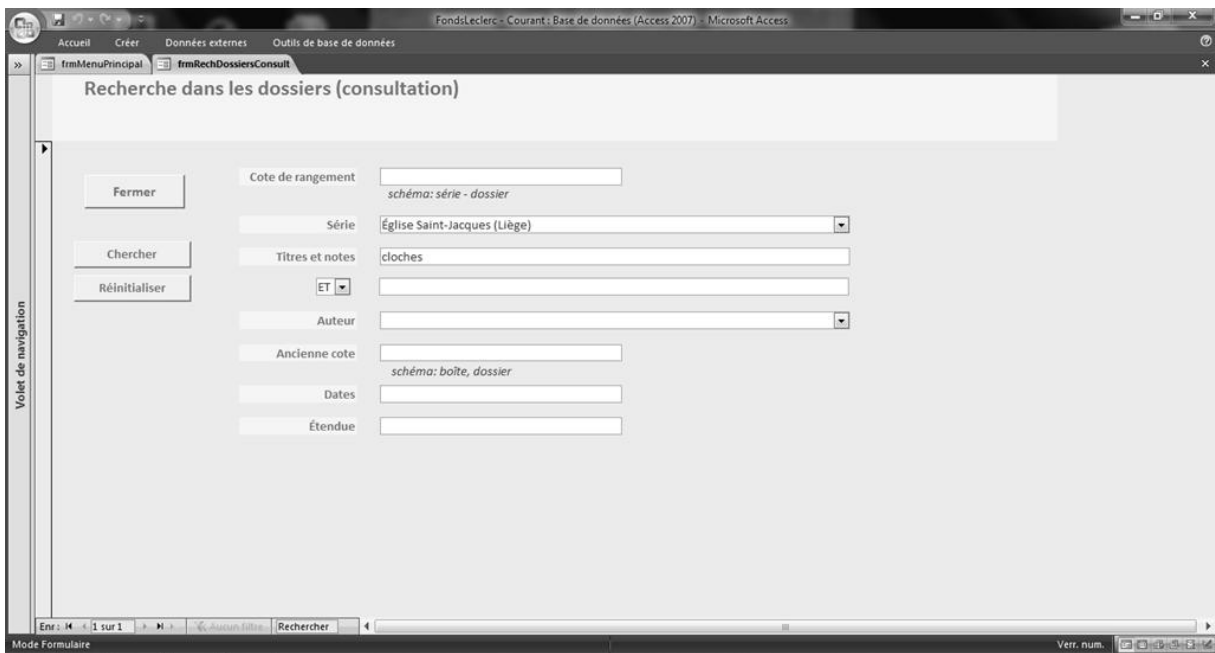 FondsLeclerc - Courant : Base de données (Access 2007) - Microsoft Access
Accueil Créer Données externes Outils de base de données
frmMenuPrincipal frmRechDossiersConsult
Recherche dans les dossiers (consultation)
Fermer
Chercher
Réinitialiser
Cote de rangement
schéma: série - dossier
Série Église Saint-Jacques (Liège)
Titres et notes cloches
ET
Auteur
Ancienne cote
schéma: boîte, dossier
Dates
Étendue
Volet de navigation
Enr : 1 sur 1 Aucun filtre Rechercher
Mode Formulaire Verr. num.